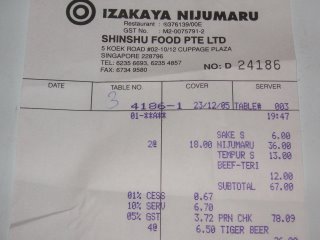 IZAKAYA NIJUMARU
Restaurant : 6376139/00E
GST No: M2-0075791-2
SHINSHU FOOD PTE LTD
5 KOEK ROAD #02-10/12 CUPPAGE PLAZA
SINGAPORE 228796
TEL: 6235 6693, 6235 4857
FAX: 6734 9580
NO: D 24186
DATE TABLE NO. COVER SERVER
3
4186-1 23/12/05 TABLE# 003
01-**A** 19:47
SAKE S 6.00
2@ 18.00 NIJUMARU 36.00
TEMPUR S 13.00
BEEF-TERI
12.00
SUBTOTAL 67.00
01% CESS 0.67
10% SERV 6.70
05% GST 3.72 PRN CHK 78.09
4@ 6.50 TIGER BEER
26.00